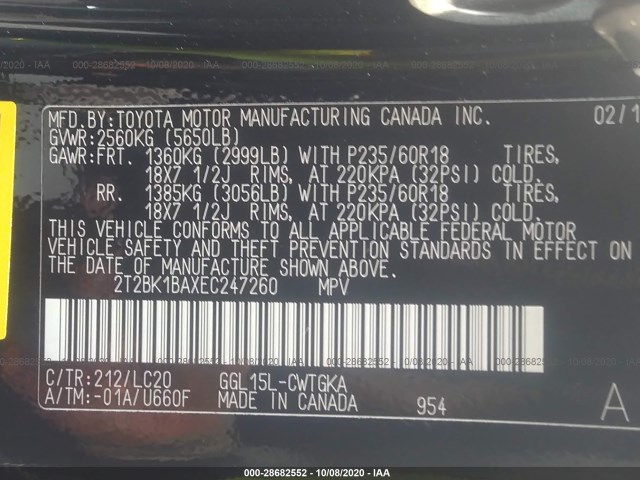 MFD.BY:TOYOTA MOTOR MANUFACTURING CANADA INC. 02/1
GVWR:2560KG (5650LB)
GAWR:FRT. 1360KG (2999LB) WITH P235/60R18 TIRES,
18X7 1/2J RIMS, AT 220KPA (32PSI) COLD.
RR. 1385KG (3056LB) WITH P235/60R18 TIRES,
18X7 1/2J RIMS, AT 220KPA (32PSI) COLD.
THIS VEHICLE CONFORMS TO ALL APPLICABLE FEDERAL MOTOR
VEHICLE SAFETY AND THEFT PREVENTION STANDARDS IN EFFECT ON
THE DATE OF MANUFACTURE SHOWN ABOVE.
2T2BK1BAXEC247260 MPV
C/TR:212/LC20 GGL15L-CWTGKA
A/TM:-01A/U660F MADE IN CANADA 954 A
000-28682552 - 10/08/2020 - IAA